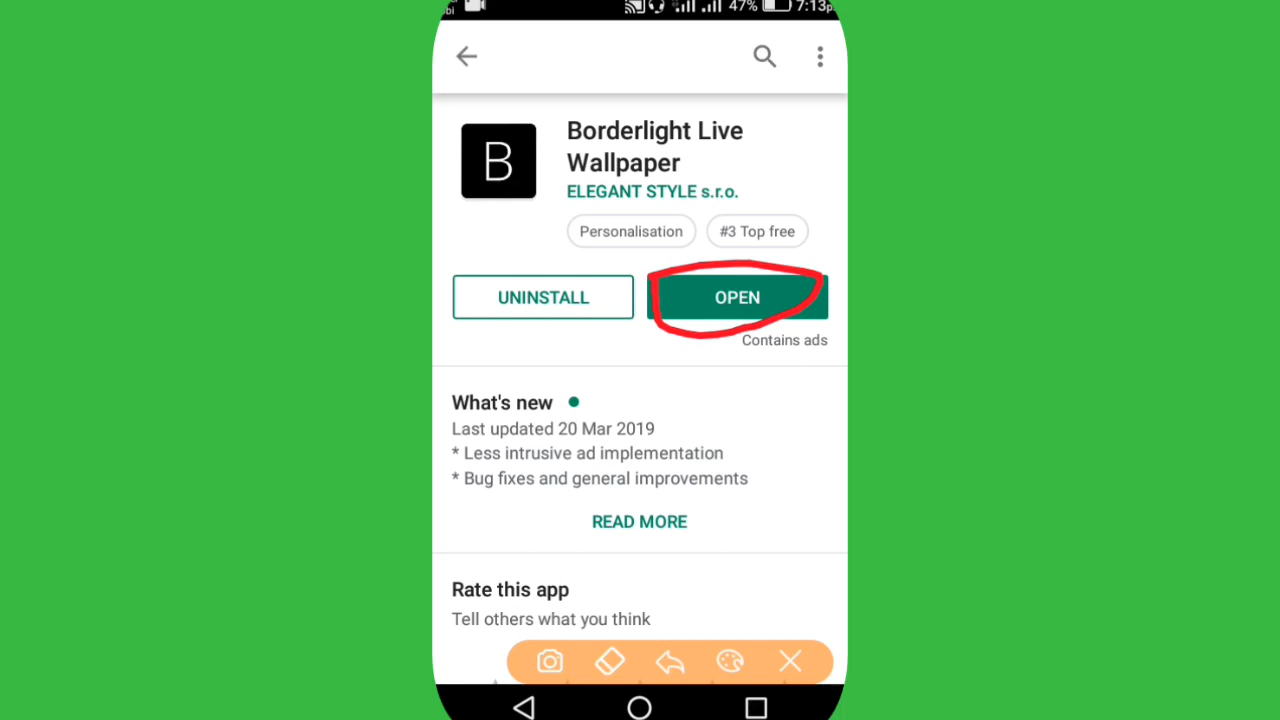 47% 7:13p
B
Borderlight Live
Wallpaper
ELEGANT STYLE s.r.o.
Personalisation #3 Top free
UNINSTALL OPEN
Contains ads
What's new
Last updated 20 Mar 2019
* Less intrusive ad implementation
* Bug fixes and general improvements
READ MORE
Rate this app
Tell others what you think